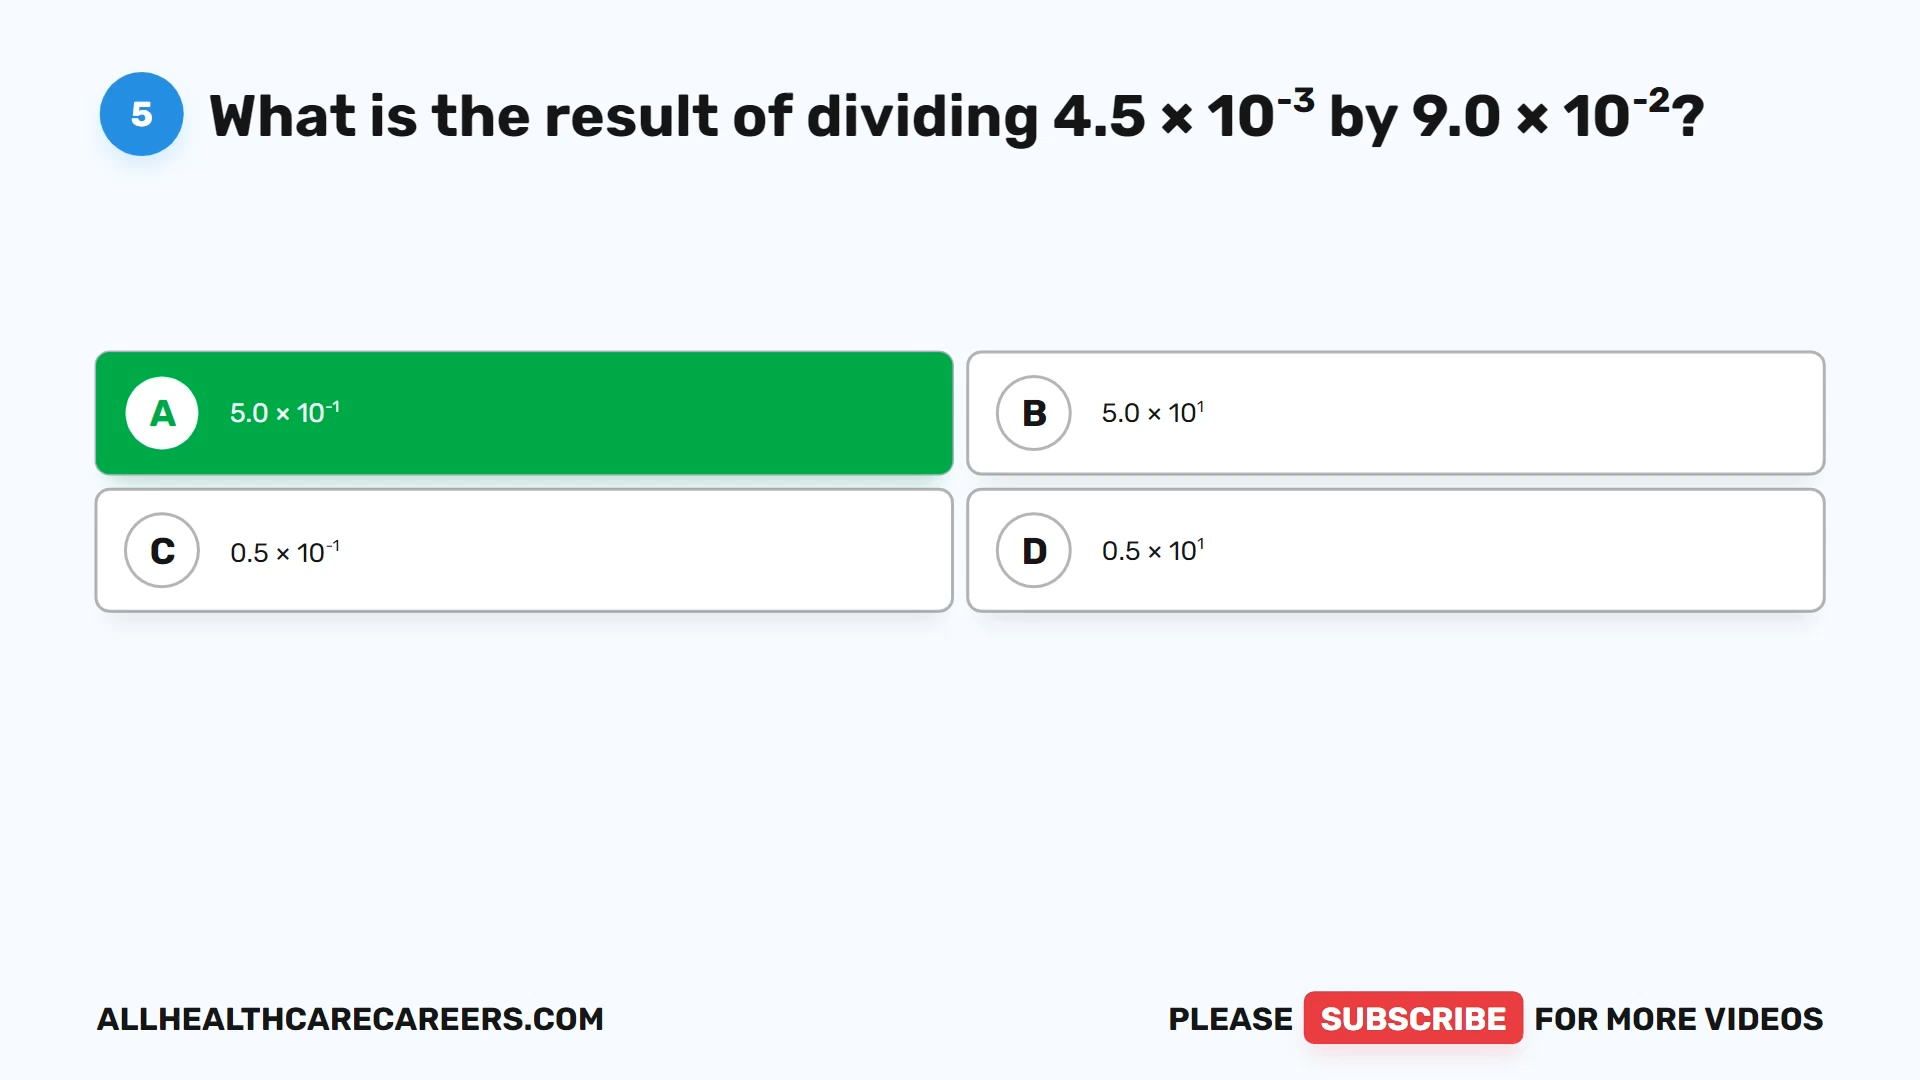 5 What is the result of dividing 4.5 × 10⁻³ by 9.0 × 10⁻²?
A 5.0 × 10⁻¹
B 5.0 × 10¹
C 0.5 × 10⁻¹
D 0.5 × 10¹
ALLHEALTHCARECAREERS.COM
PLEASE SUBSCRIBE FOR MORE VIDEOS